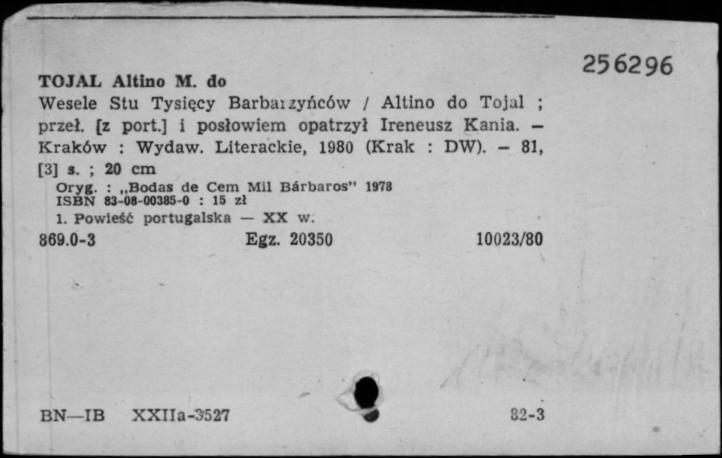 256296
TOJAL Altino M. do
Wesele Stu Tysięcy Barbarzyńców / Altino do Tojal ;
przeł. [z port.] i posłowiem opatrzył Ireneusz Kania. —
Kraków : Wydaw. Literackie, 1980 (Krak : DW). — 81,
[3] s. ; 20 cm
Oryg. : „Bodas de Cem Mil Bárbaros” 1978
ISBN 83-08-00385-0 : 15 zł
1. Powieść portugalska — XX w.
869.0-3 Egz. 20350 10023/80
BN—IB XXIIa-3527 82-3